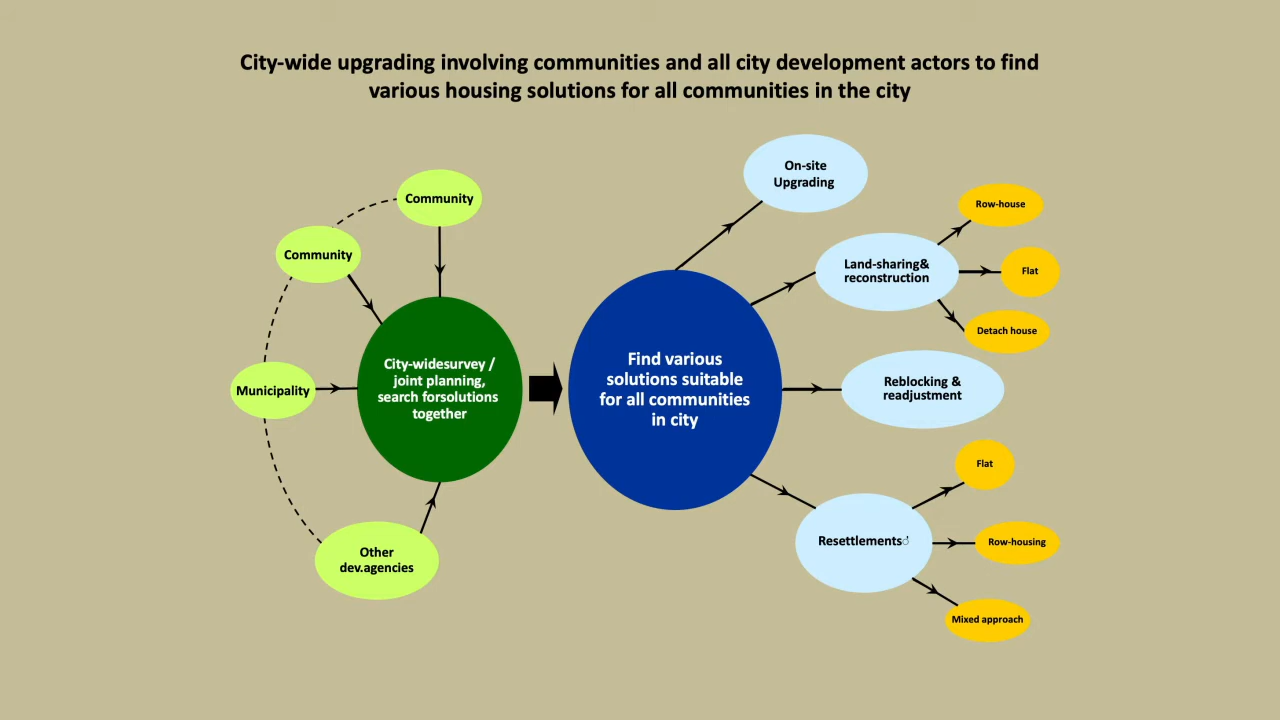 City-wide upgrading involving communities and all city development actors to find
various housing solutions for all communities in the city
Community
Community
Municipality
Other
dev.agencies
City-widesurvey /
joint planning,
search forsolutions
together
Find various
solutions suitable
for all communities
in city
On-site
Upgrading
Land-sharing&
reconstruction
Row-house
Flat
Detach house
Reblocking &
readjustment
Resettlements
Flat
Row-housing
Mixed approach